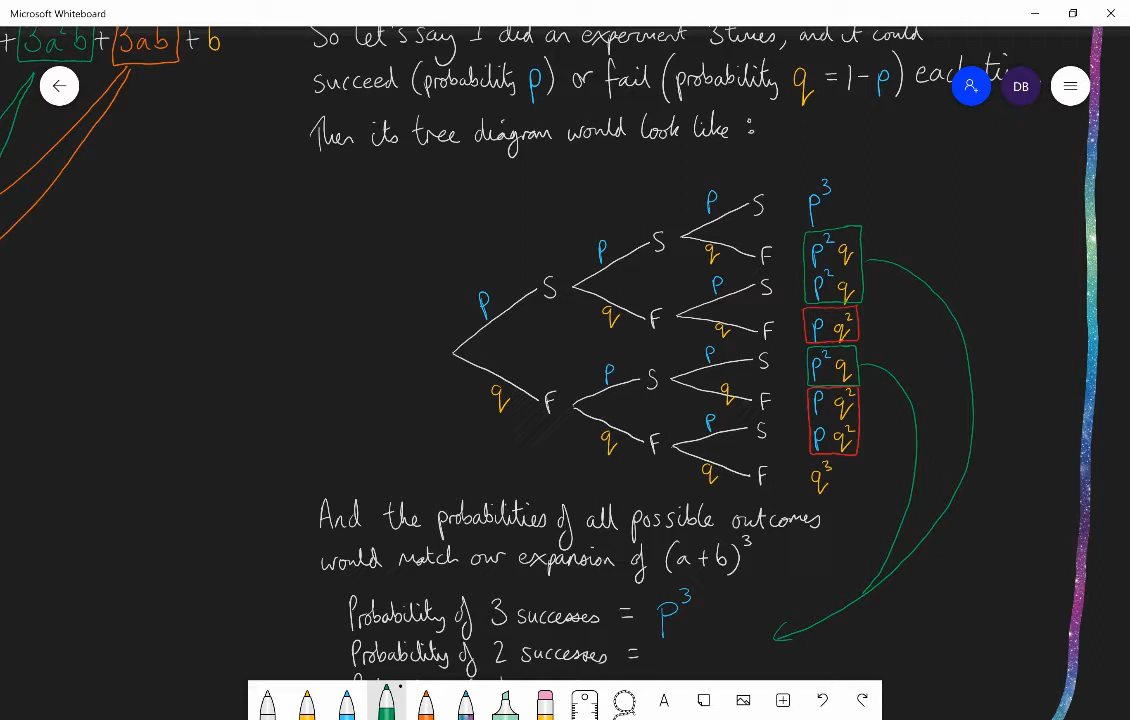 Microsoft Whiteboard
+ 3a²b + 3ab + b
So let's say I did an experiment 3 times, and it could
succeed (probability p) or fail (probability q = 1 - p) each
DB
Then its tree diagram would look like :
p S p³
p S q F p²q
p S q F p S p²q
q F pq²
q F p S p S p²q
q F pq²
q F p S pq²
q F q³
And the probabilities of all possible outcomes
would match our expansion of (a + b)³
Probability of 3 successes = p³
Probability of 2 successes =
A